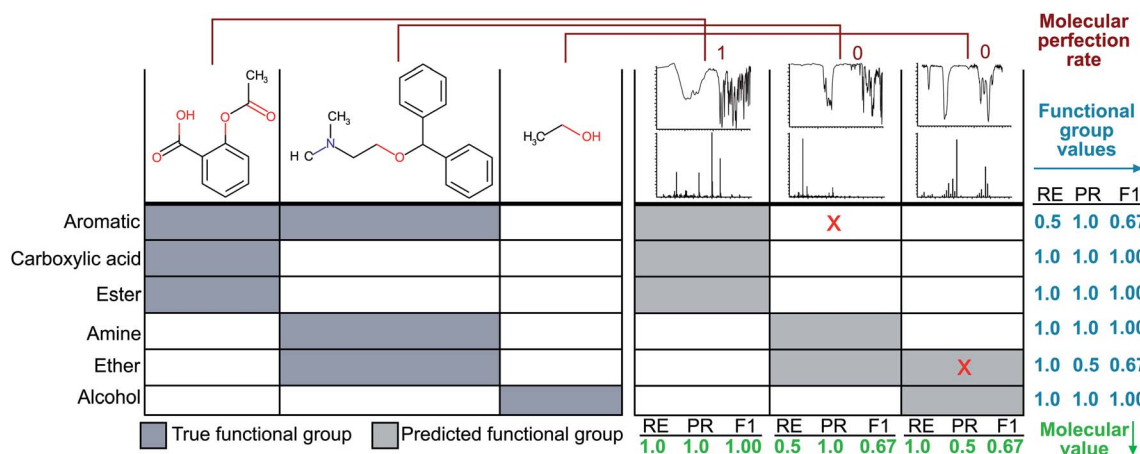 Molecular
perfection
rate
1
0
0
CH₃
OH
O
O
O
CH₃
N
H C
O
CH₃
H₃C
OH
Functional
group
values
RE PR F1
Aromatic
X
0.5 1.0 0.67
Carboxylic acid
1.0 1.0 1.00
Ester
1.0 1.0 1.00
Amine
1.0 1.0 1.00
Ether
X
1.0 0.5 0.67
Alcohol
1.0 1.0 1.00
True functional group
Predicted functional group
RE PR F1 RE PR F1 RE PR F1
1.0 1.0 1.00 0.5 1.0 0.67 1.0 0.5 0.67
Molecular
value